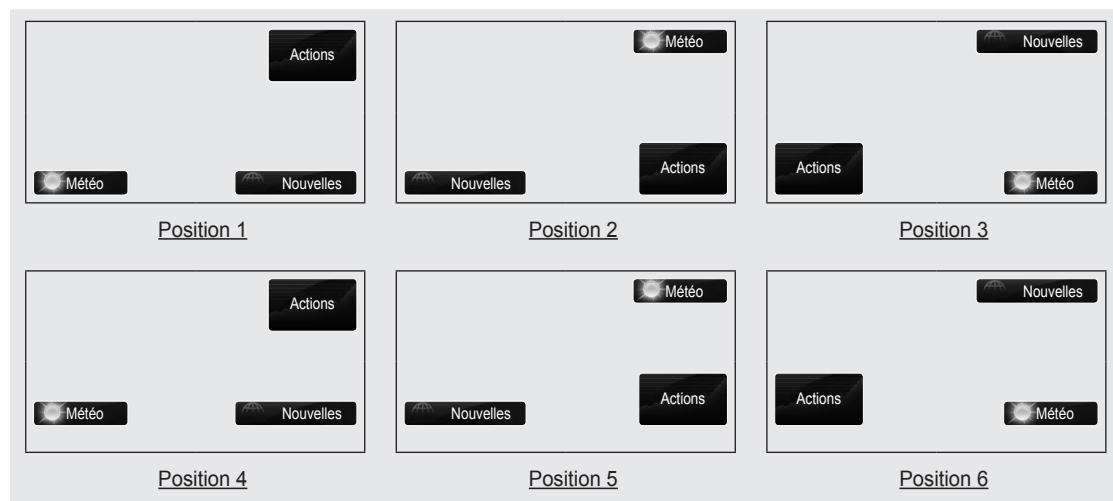 Actions
Météo
Nouvelles
Position 1
Météo
Nouvelles
Actions
Position 2
Nouvelles
Actions
Météo
Position 3
Actions
Météo
Nouvelles
Position 4
Météo
Nouvelles
Actions
Position 5
Nouvelles
Actions
Météo
Position 6